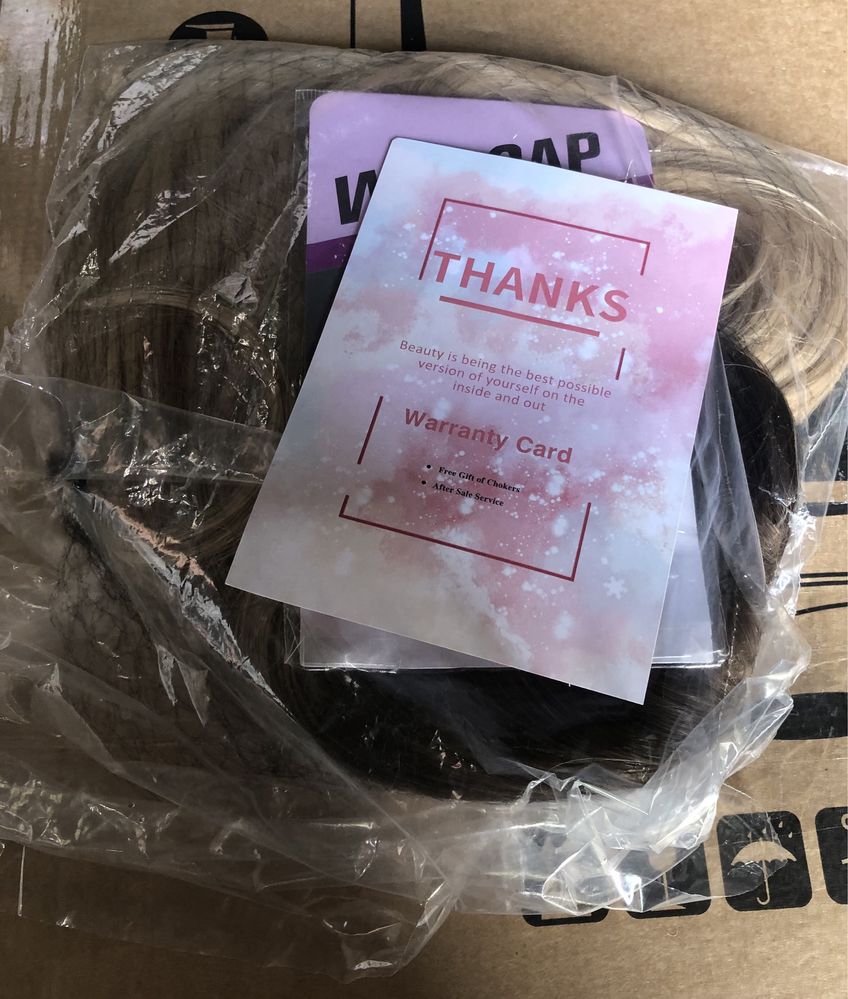 CAP
THANKS
Beauty is being the best possible
version of yourself on the
inside and out
Warranty Card
• Free Gift of Chokers
• After Sale Service